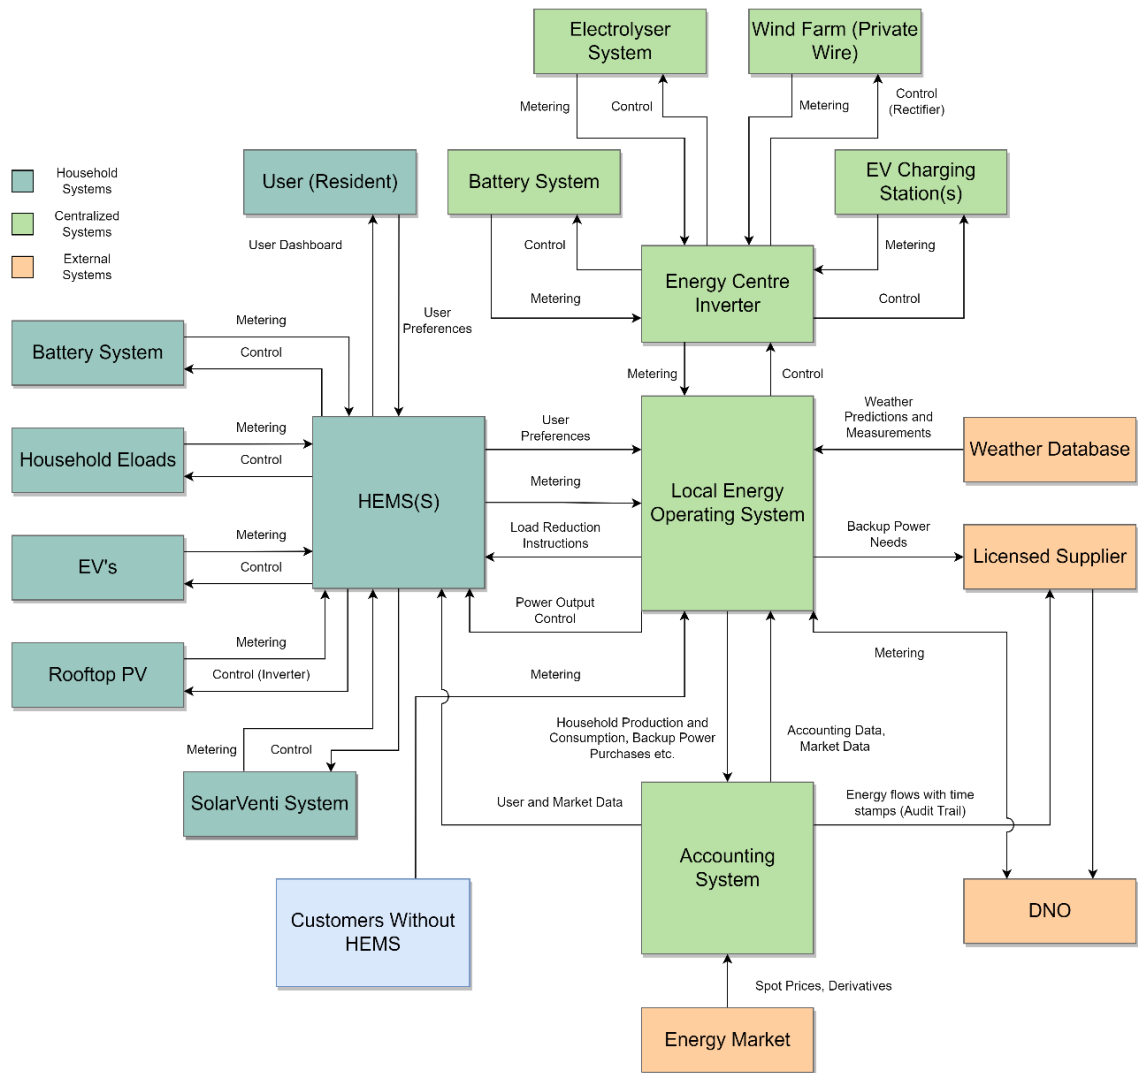 Electrolyser
System
Wind Farm (Private
Wire)
Metering
Control
Metering
Control
(Rectifier)
Household
Systems
Centralized
Systems
External
Systems
User (Resident)
Battery System
EV Charging
Station(s)
User Dashboard
Control
Metering
Energy Centre
Inverter
Metering
Control
User
Preferences
Metering
Battery System
Control
Metering
Control
Weather
Predictions and
Measurements
Metering
Household Eloads
Control
User
Preferences
Weather Database
Metering
HEMS(S)
Local Energy
Operating System
Load Reduction
Instructions
Backup Power
Needs
Licensed Supplier
Metering
EV's
Control
Power Output
Control
Metering
Metering
Rooftop PV
Control (Inverter)
Metering
Household Production and
Consumption, Backup Power
Purchases etc.
Accounting Data,
Market Data
Metering
Control
SolarVenti System
User and Market Data
Energy flows with time
stamps (Audit Trail)
Accounting
System
Customers Without
HEMS
DNO
Spot Prices, Derivatives
Energy Market